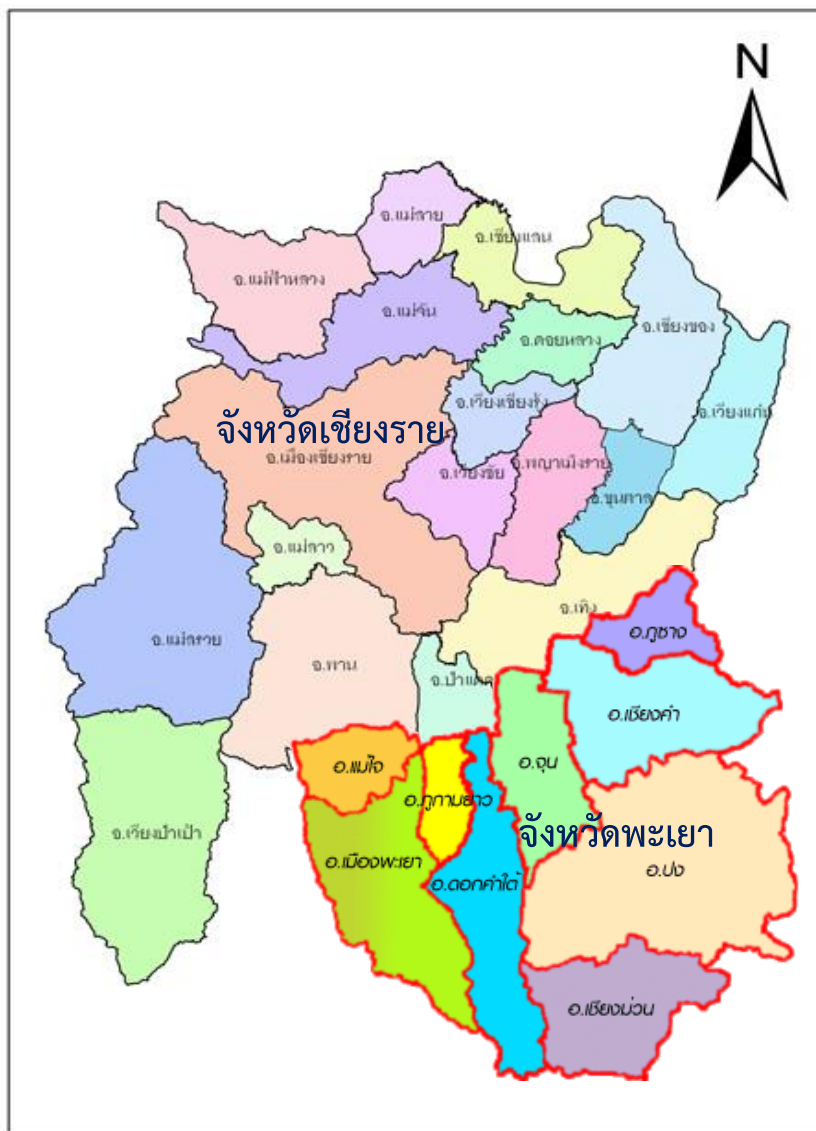 N
อ.แม่สาย
อ.เชียงแสน
อ.แม่ฟ้าหลวง
อ.แม่จัน
อ.ดอยหลวง
อ.เชียงของ
อ.เวียงเชียงรุ้ง
อ.เวียงแก่น
จังหวัดเชียงราย
อ.เมืองเชียงราย
อ.เวียงชัย
อ.พญาเม็งราย
อ.ขุนตาล
อ.แม่ลาว
อ.เทิง
อ.ภูซาง
อ.แม่สรวย
อ.พาน
อ.ป่าแดด
อ.เชียงคำ
อ.แม่ใจ
อ.จุน
อ.ภูกามยาว
อ.เวียงป่าเป้า
จังหวัดพะเยา
อ.เมืองพะเยา
อ.ปง
อ.ดอกคำใต้
อ.เชียงม่วน